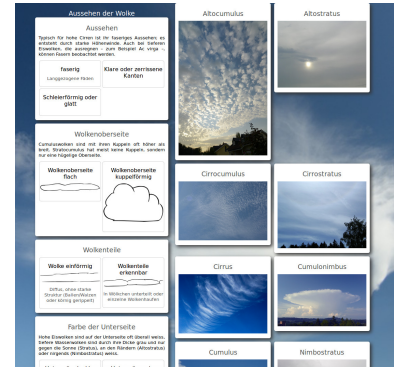 Aussehen der Wolke
Aussehen
Typisch für hohe Cirren ist ihr faseriges Aussehen; es
entsteht durch starke Höhenwinde. Auch bei tieferen
Eiswolken, die ausregnen - zum Beispiel Ac virga -,
können Fasern beobachtet werden.
faserig
Langgezogene Fäden
Klare oder zerrissene
Kanten
Schleierförmig oder
glatt
Wolkenoberseite
Cumuluswolken sind mit ihren Kuppeln oft höher als
breit. Stratocumulus hat meist keine Kuppeln, sondern
nur eine hügelige Oberseite.
Wolkenoberseite
flach
Wolkenoberseite
kuppelförmig
Wolkenteile
Wolke einförmig
Diffus, ohne starke
Struktur (Ballen/Watzen
oder körnig gerippelt)
Wolkenteile
erkennbar
In Wölkchen unterteilt oder
einzelne Wolkenhaufen
Farbe der Unterseite
Hohe Eiswolken sind auf der Unterseite oft überall weiss,
tiefere Wasserwolken sind durch ihre Dicke grau und nur
gegen die Sonne (Stratus), an den Rändern (Altostratus)
oder nirgends (Nimbostratus) weiss.
Altocumulus
Altostratus
Cirrocumulus
Cirrostratus
Cirrus
Cumulonimbus
Cumulus
Nimbostratus